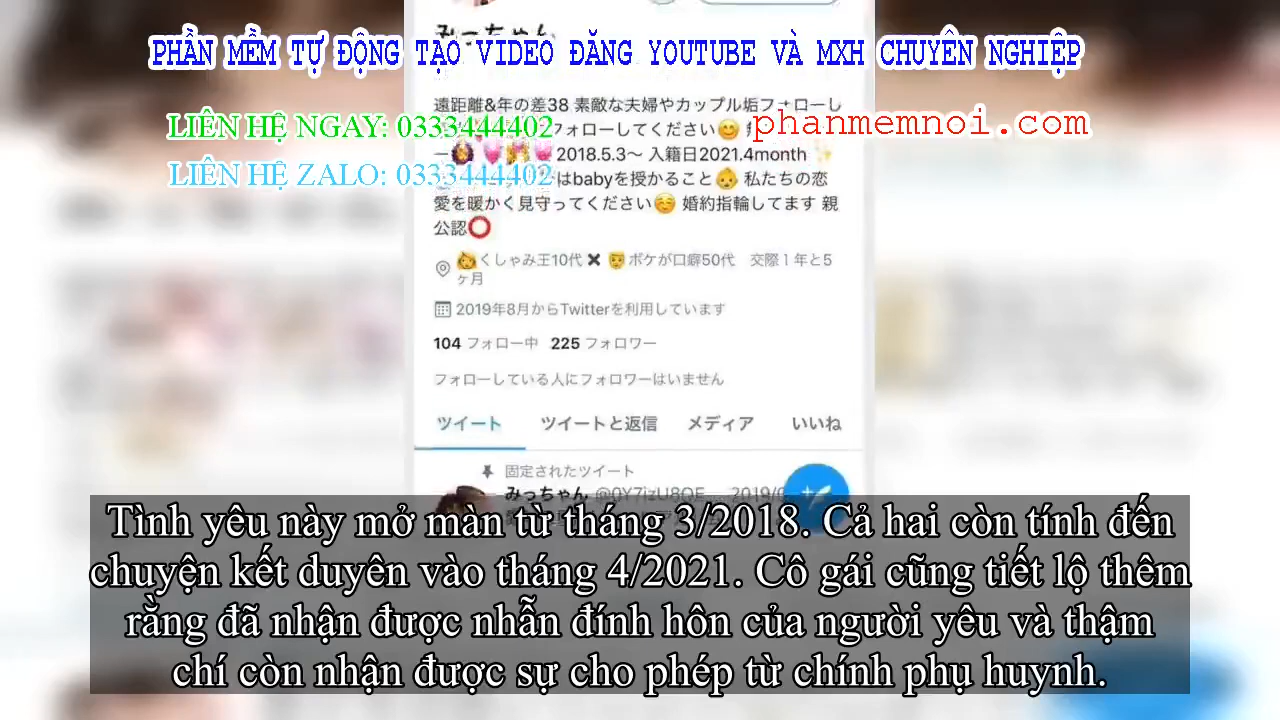 みっちゃん
PHẦN MỀM TỰ ĐỘNG TẠO VIDEO ĐĂNG YOUTUBE VÀ MXH CHUYÊN NGHIỆP
遠距離&年の差38 素敵な夫婦やカップル垢フォローし
LIÊN HỆ NGAY: 0333444402
フォローしてください😊
phanmemnoi.com
2018.5.3〜 入籍日2021.4month ✨
LIÊN HỆ ZALO: 0333444402
はbabyを授かること👶 私たちの恋
愛を暖かく見守ってください☺️ 婚約指輪してます 親
公認⭕
👩くしゃみ王10代✖👨ボケが口癖50代 交際１年と5
ヶ月
2019年8月からTwitterを利用しています
104 フォロー中 225 フォロワー
フォローしている人にフォロワーはいません
ツイート ツイートと返信 メディア いいね
固定されたツイート
みっちゃん
Tình yêu này mở màn từ tháng 3/2018. Cả hai còn tính đến
chuyện kết duyên vào tháng 4/2021. Cô gái cũng tiết lộ thêm
rằng đã nhận được nhẫn đính hôn của người yêu và thậm
chí còn nhận được sự cho phép từ chính phụ huynh.